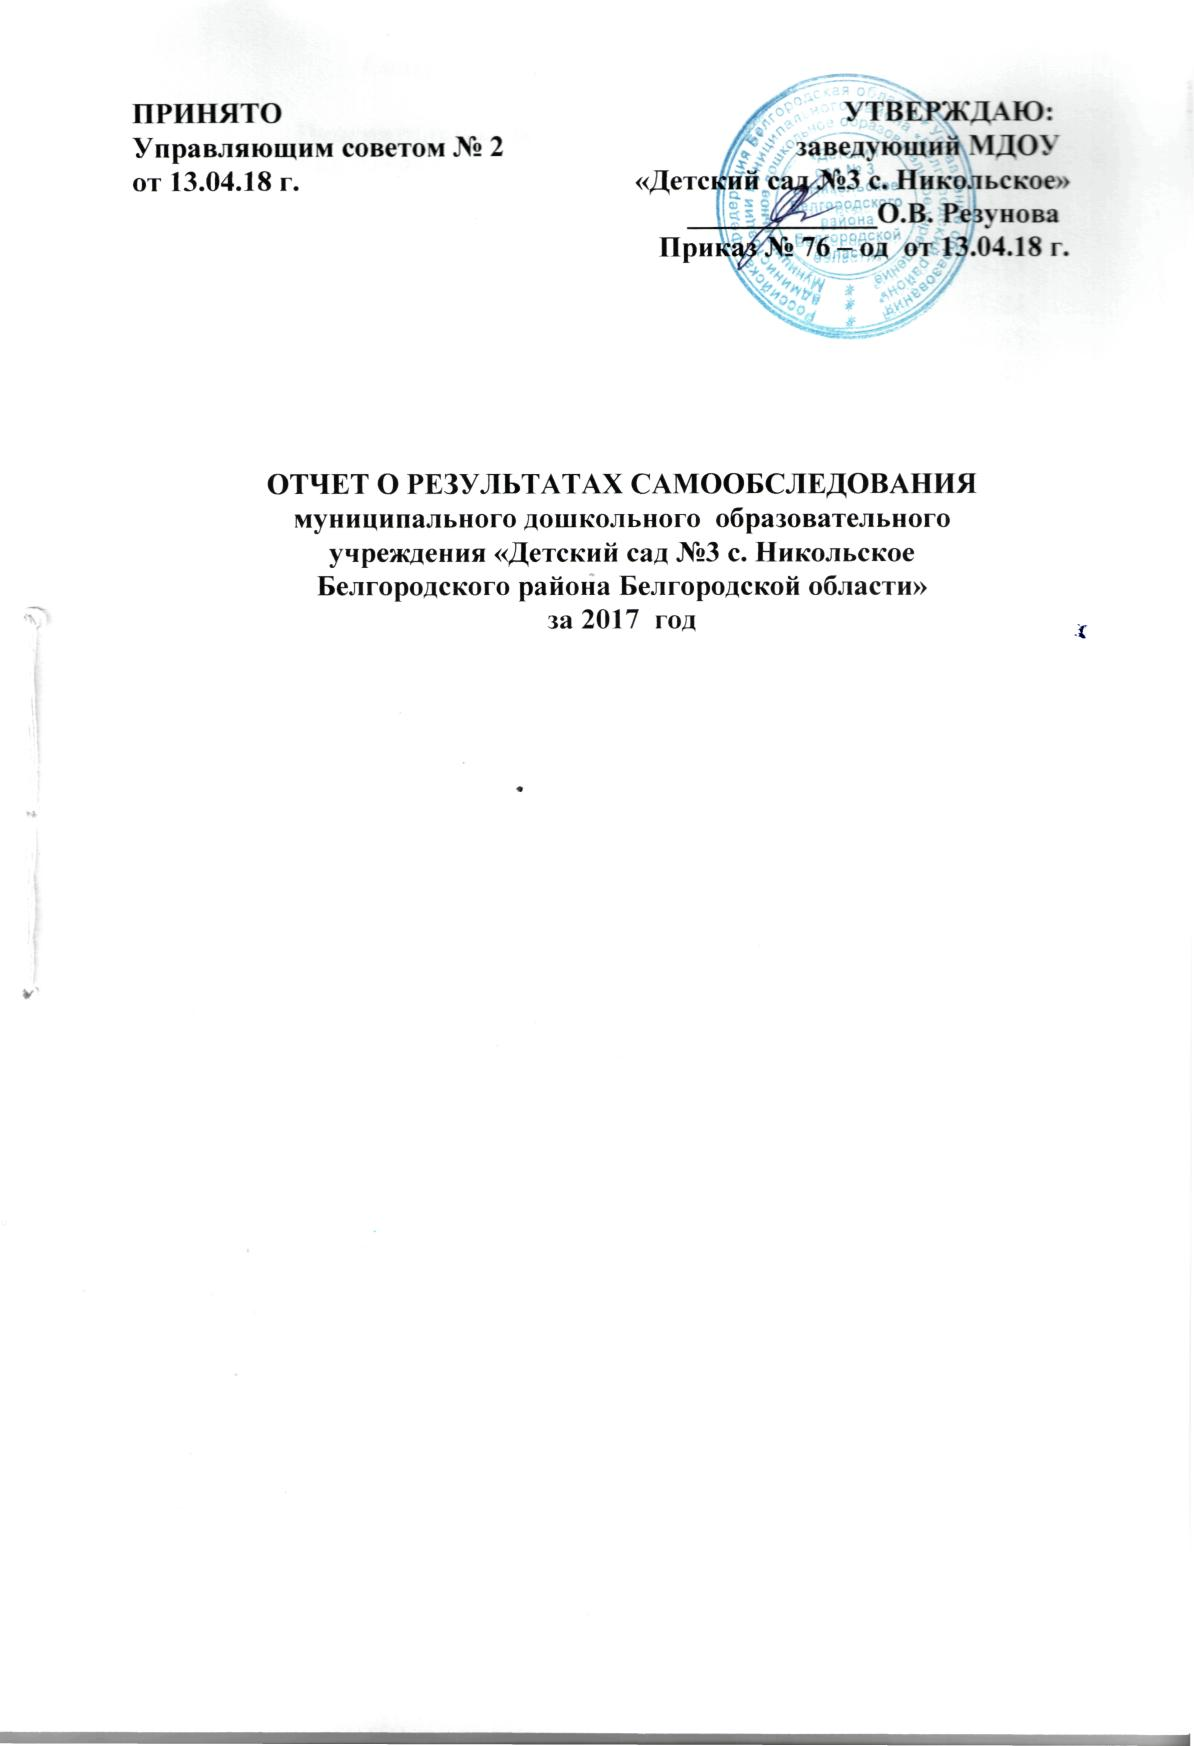 ПРИНЯТО
Управляющим советом № 2
от 13.04.18 г.
УТВЕРЖДАЮ:
заведующий МДОУ
«Детский сад №3 с. Никольское»
О.В. Резунова
Приказ № 76 – од от 13.04.18 г.
ОТЧЕТ О РЕЗУЛЬТАТАХ САМООБСЛЕДОВАНИЯ
муниципального дошкольного образовательного
учреждения «Детский сад №3 с. Никольское
Белгородского района Белгородской области»
за 2017 год